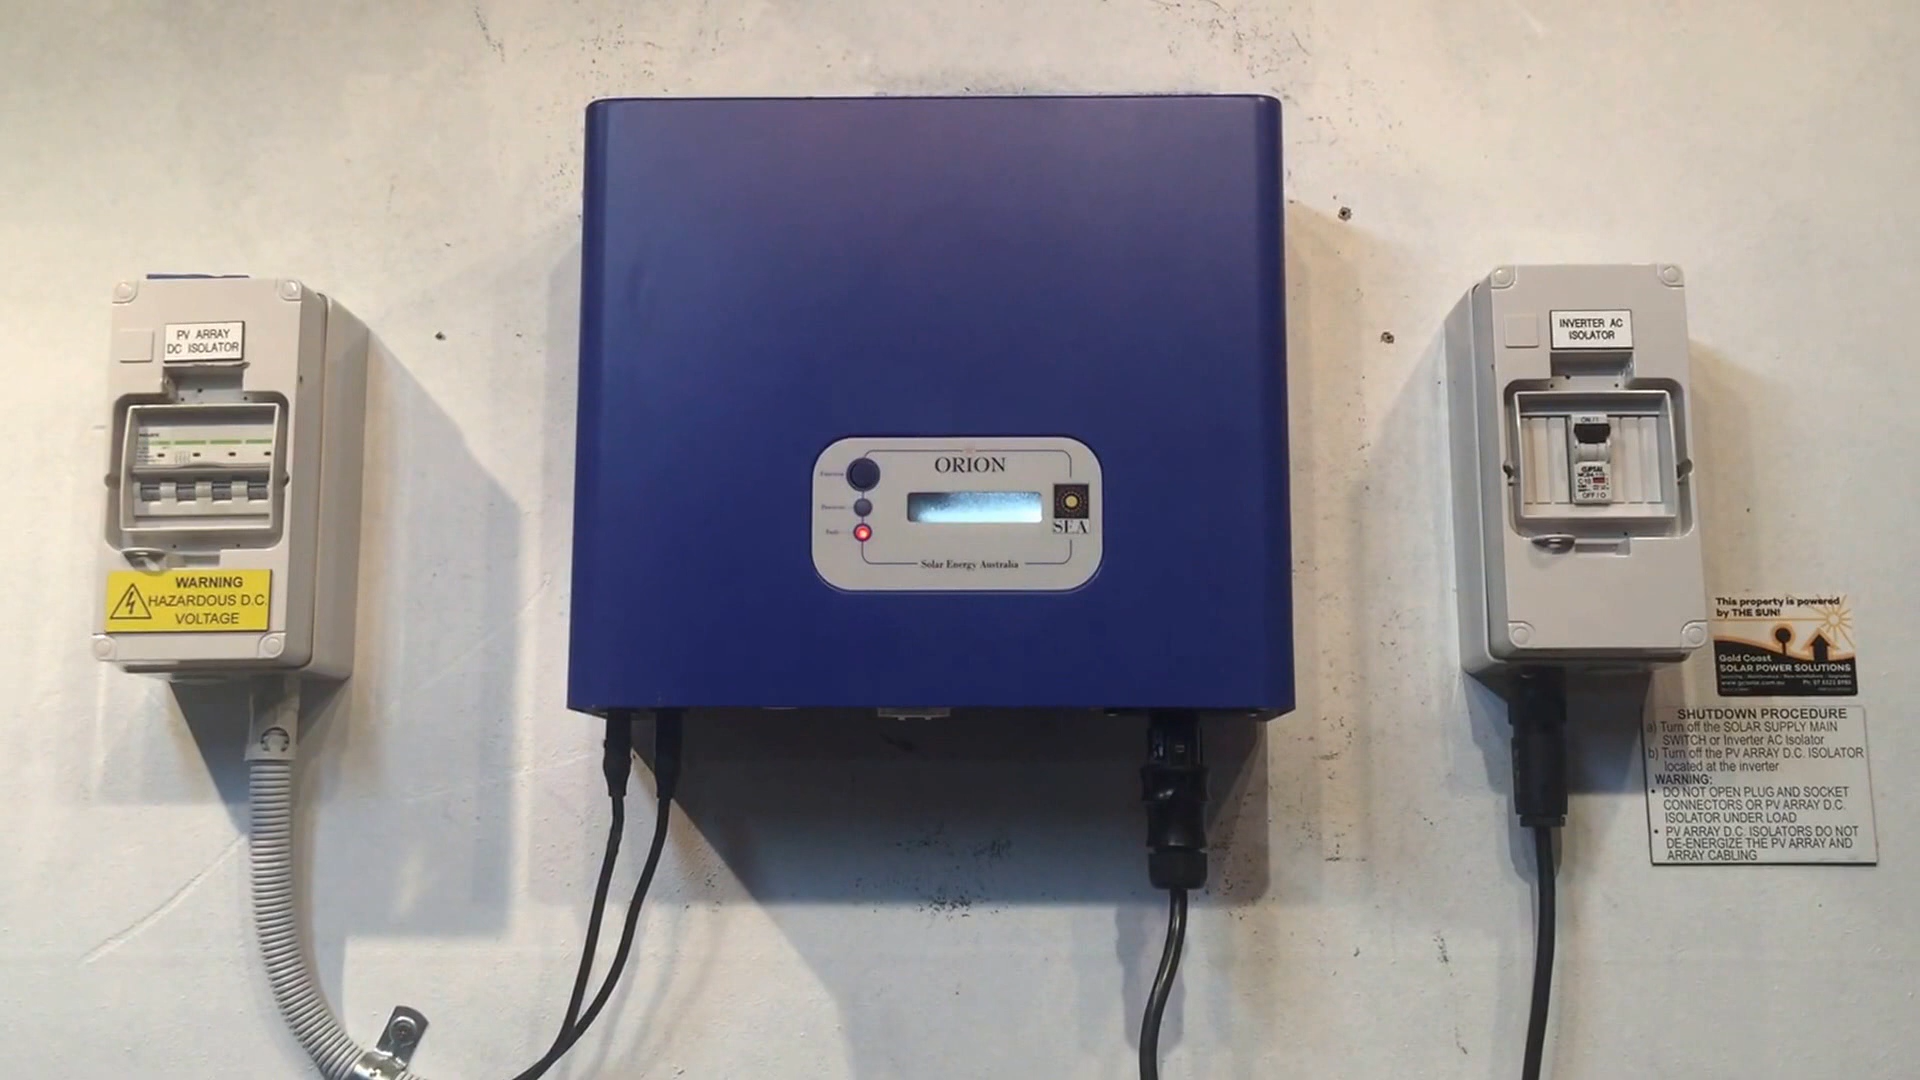 PV ARRAY
DC ISOLATOR
WARNING
HAZARDOUS D.C.
VOLTAGE
ORION
SEA
Solar Energy Australia
INVERTER AC
ISOLATOR
ON / I
CLIPSAL
OFF / O
This property is powered
by THE SUN!
Gold Coast
SOLAR POWER SOLUTIONS
SHUTDOWN PROCEDURE
a) Turn off the SOLAR SUPPLY MAIN
SWITCH or Inverter AC Isolator
b) Turn off the PV ARRAY D.C. ISOLATOR
located at the inverter
WARNING:
• DO NOT OPEN PLUG AND SOCKET
CONNECTORS OR PV ARRAY D.C.
ISOLATOR UNDER LOAD
• PV ARRAY D.C. ISOLATORS DO NOT
DE-ENERGIZE THE PV ARRAY AND
ARRAY CABLING